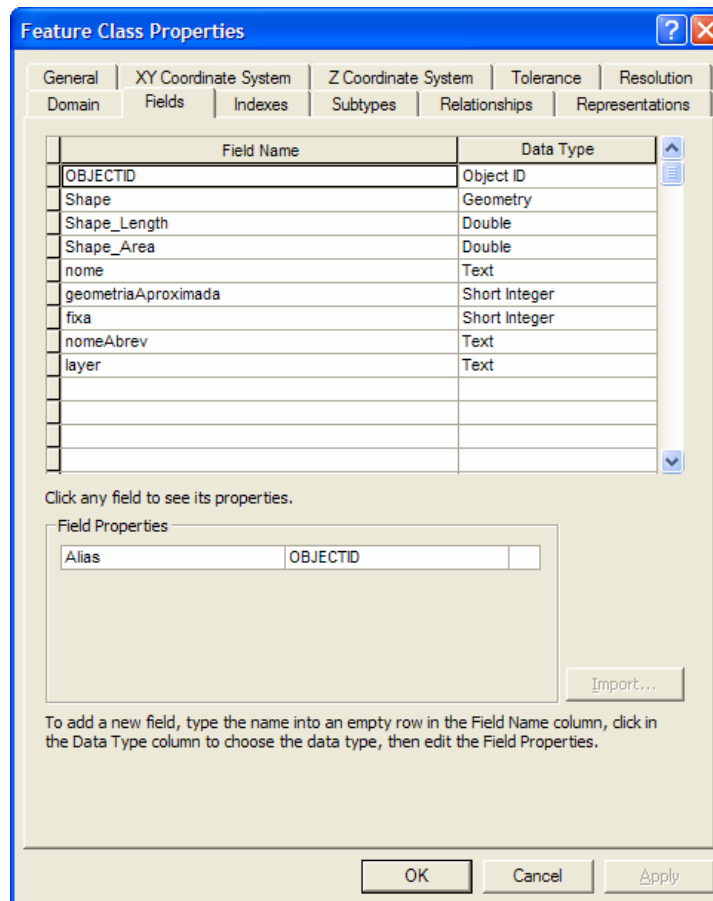 Feature Class Properties
General XY Coordinate System Z Coordinate System Tolerance Resolution
Domain Fields Indexes Subtypes Relationships Representations
Field Name Data Type
OBJECTID Object ID
Shape Geometry
Shape_Length Double
Shape_Area Double
nome Text
geometriaAproximada Short Integer
fixa Short Integer
nomeAbrev Text
layer Text
Click any field to see its properties.
Field Properties
Alias OBJECTID
Import...
To add a new field, type the name into an empty row in the Field Name column, click in
the Data Type column to choose the data type, then edit the Field Properties.
OK Cancel Apply